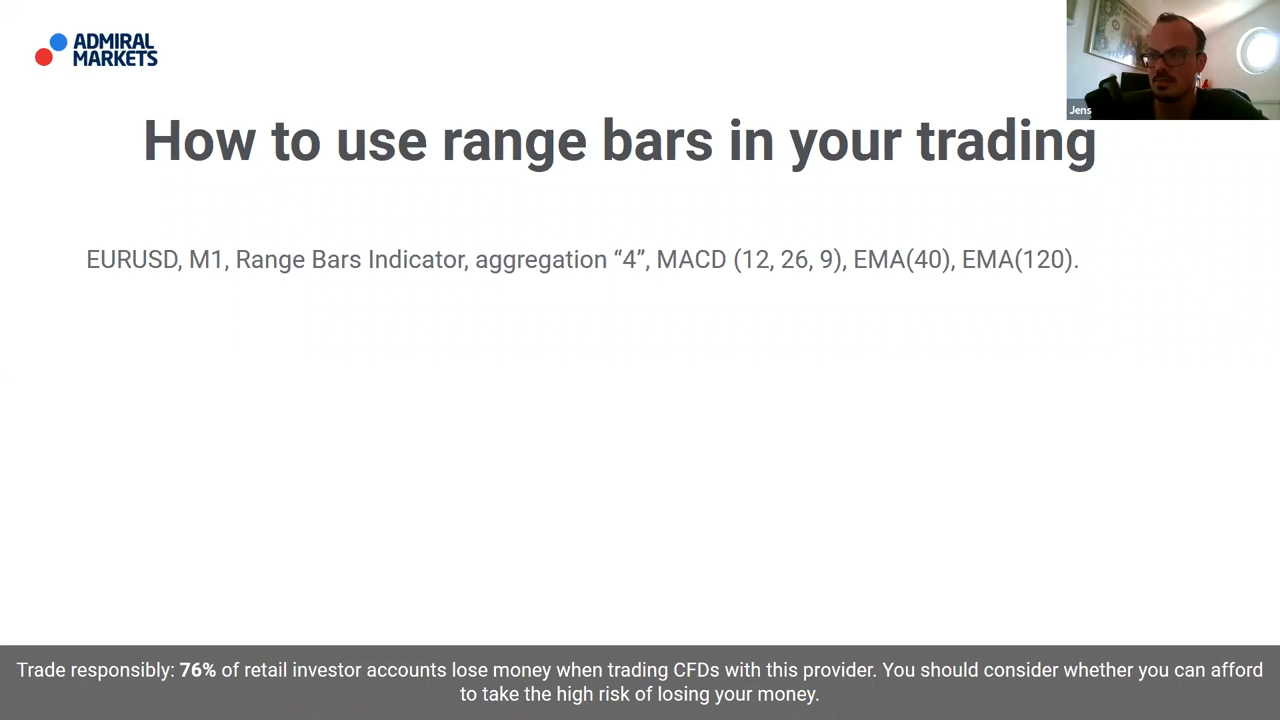 ADMIRAL
MARKETS
Jens
How to use range bars in your trading
EURUSD, M1, Range Bars Indicator, aggregation “4”, MACD (12, 26, 9), EMA(40), EMA(120).
Trade responsibly: 76% of retail investor accounts lose money when trading CFDs with this provider. You should consider whether you can afford
to take the high risk of losing your money.